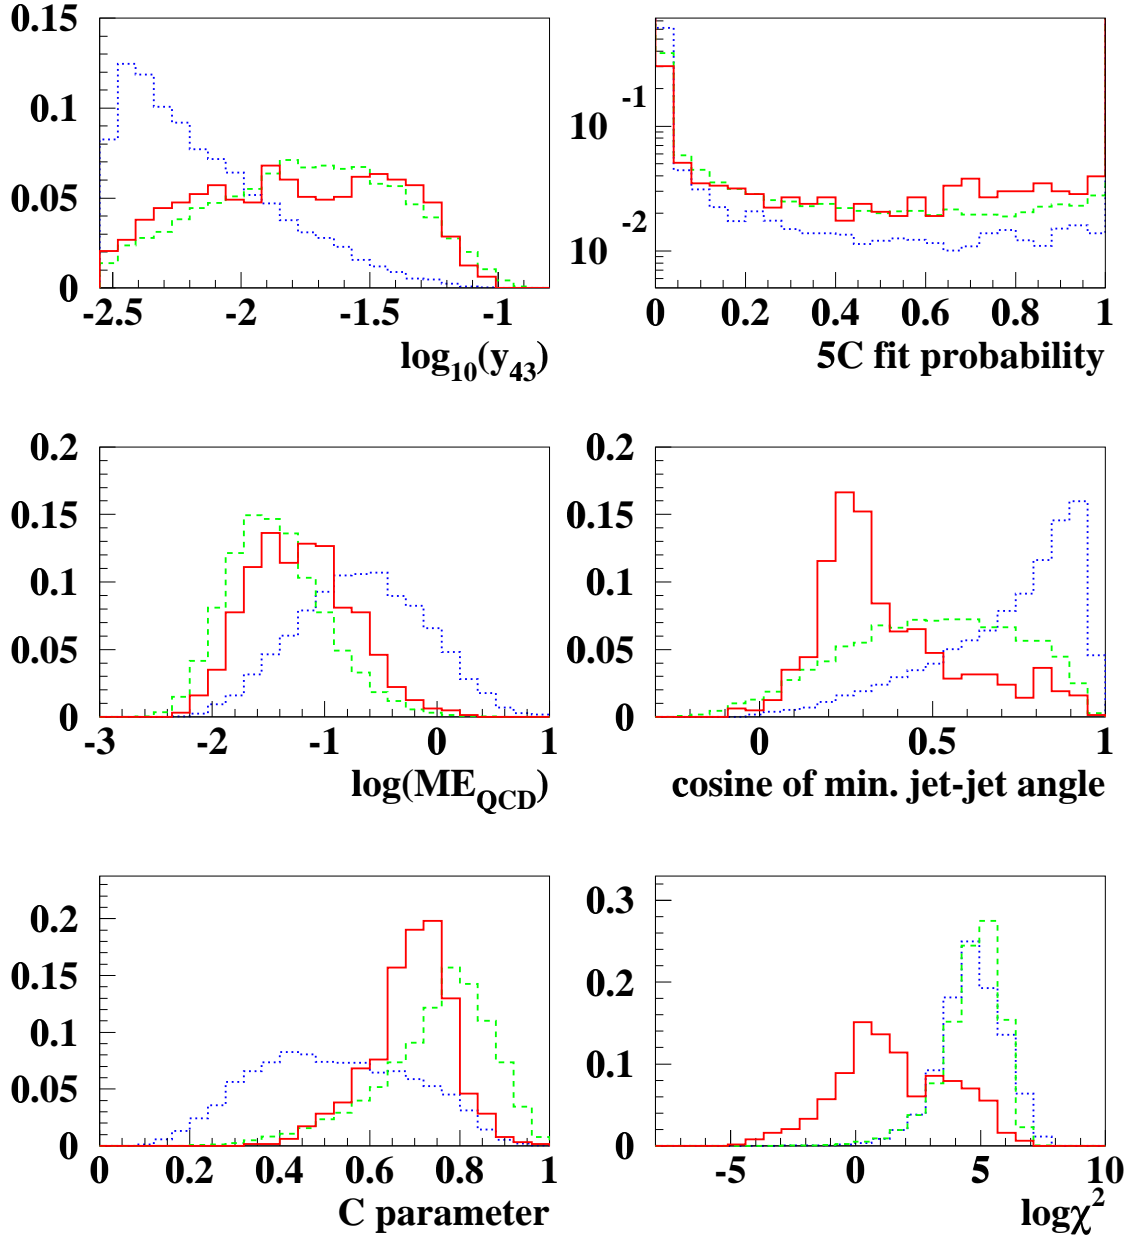 0.15
0.1
0.05
0
-2.5 -2 -1.5 -1
log10(y43)
10 -1
10 -2
0 0.2 0.4 0.6 0.8 1
5C fit probability
0.2
0.15
0.1
0.05
0
-3 -2 -1 0 1
log(MEQCD)
0.2
0.15
0.1
0.05
0
0 0.5 1
cosine of min. jet-jet angle
0.2
0.15
0.1
0.05
0
0 0.2 0.4 0.6 0.8 1
C parameter
0.3
0.2
0.1
0
-5 0 5 10
logχ2